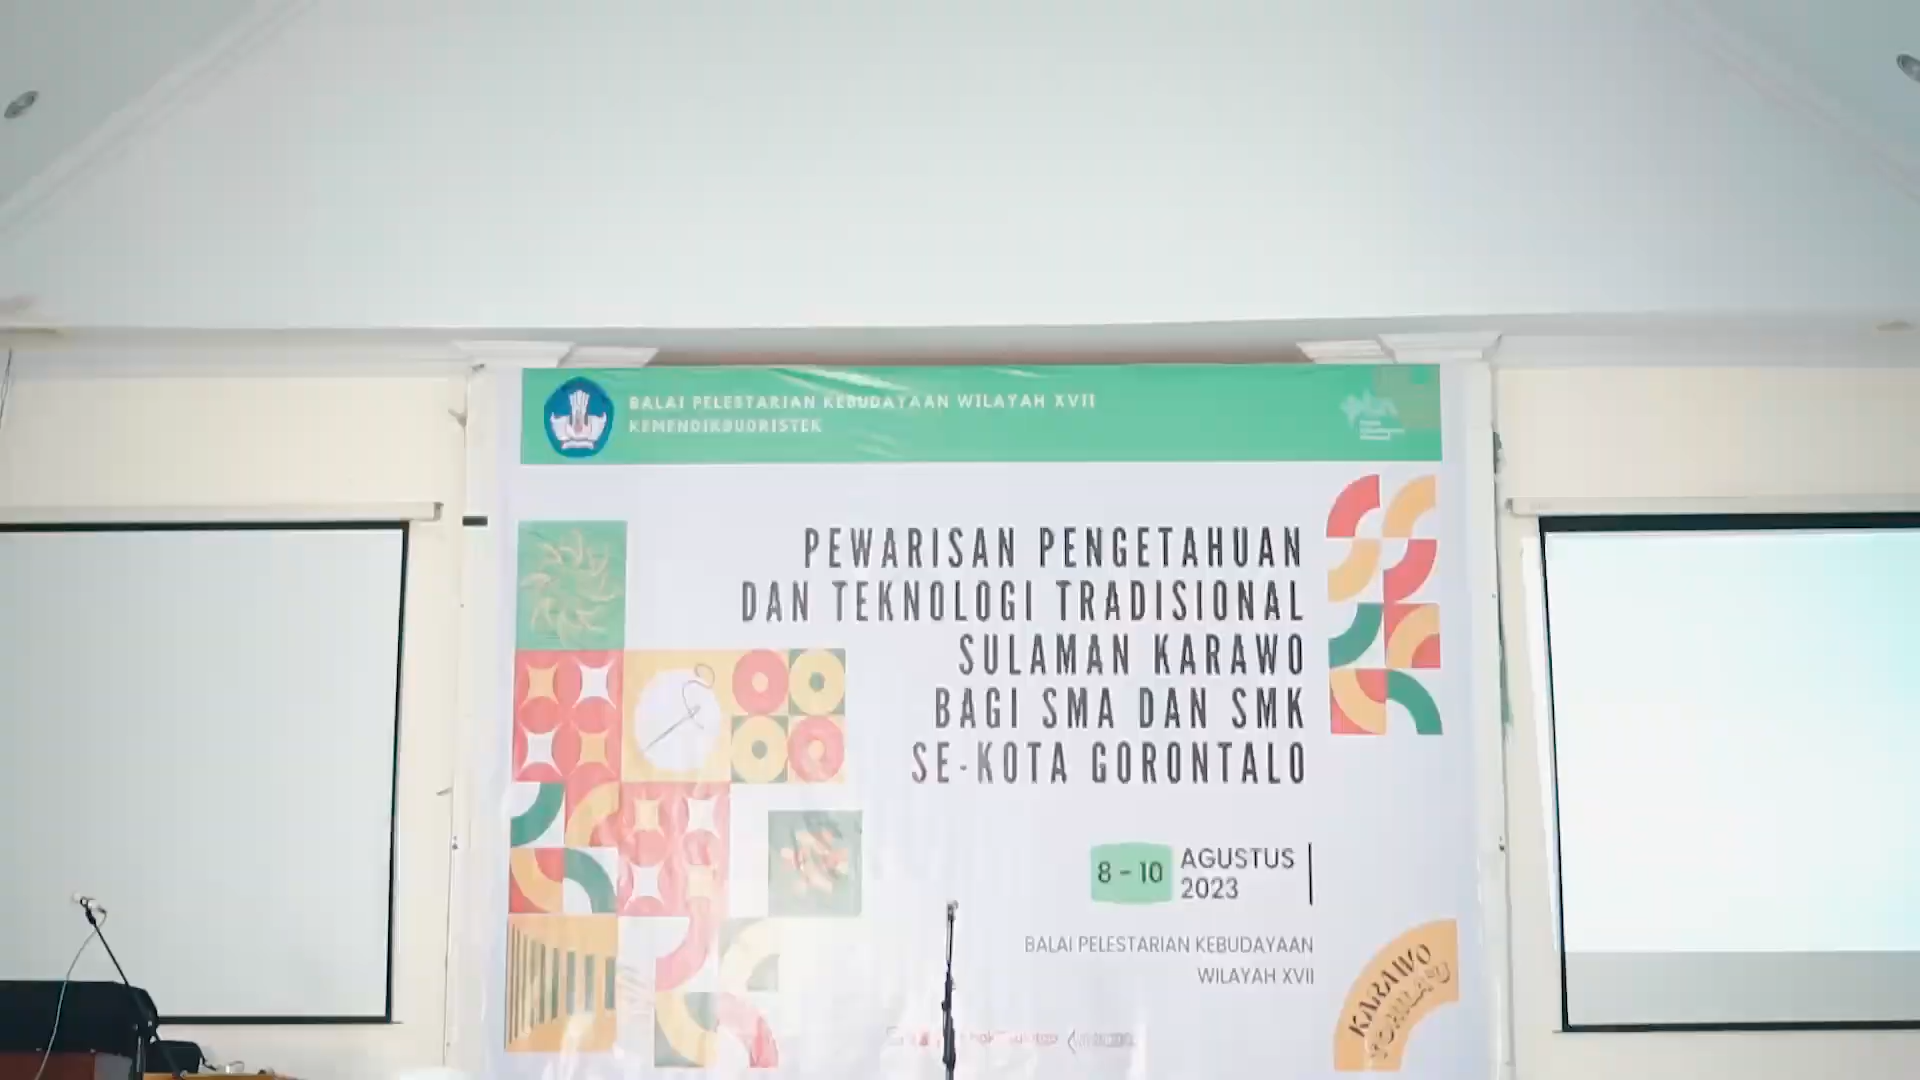 BALAI PELESTARIAN KEBUDAYAAN WILAYAH XVII
KEMENDIKBUDRISTEK
PEWARISAN PENGETAHUAN
DAN TEKNOLOGI TRADISIONAL
SULAMAN KARAWO
BAGI SMA DAN SMK
SE-KOTA GORONTALO
8 - 10
AGUSTUS
2023
BALAI PELESTARIAN KEBUDAYAAN
WILAYAH XVII
KARAWO